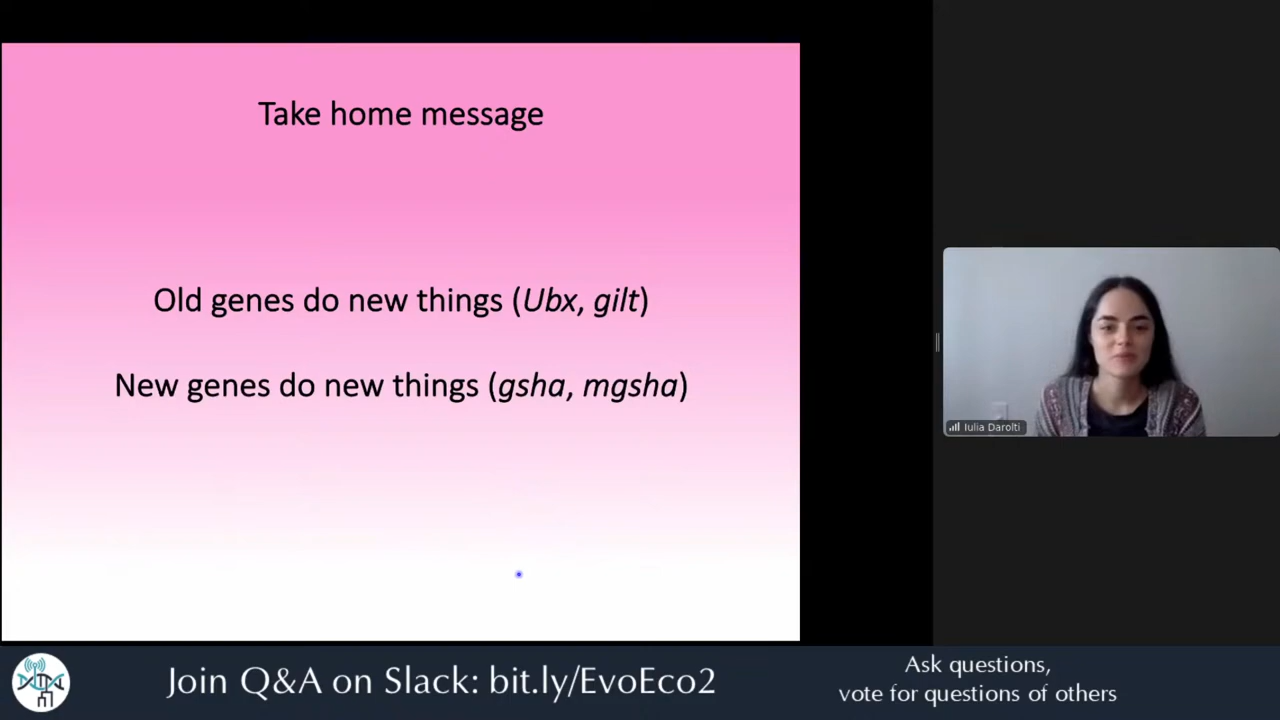 Take home message
Old genes do new things (Ubx, gilt)
New genes do new things (gsha, mgsha)
Iulia Darolti
Join Q&A on Slack: bit.ly/EvoEco2
Ask questions,
vote for questions of others